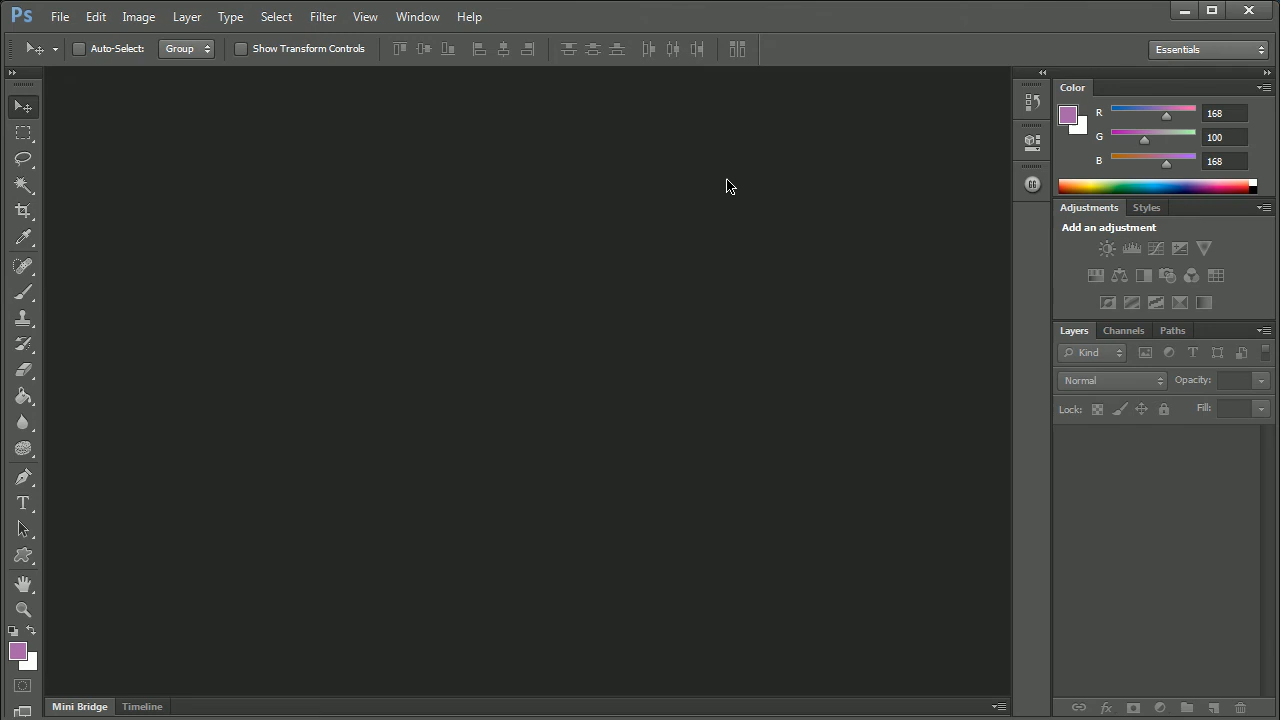 Ps File Edit Image Layer Type Select Filter View Window Help
Auto-Select: Group Show Transform Controls Essentials
Color
R 168
G 100
B 168
Adjustments Styles
Add an adjustment
Layers Channels Paths
Kind
Normal Opacity:
Lock: Fill:
Mini Bridge Timeline